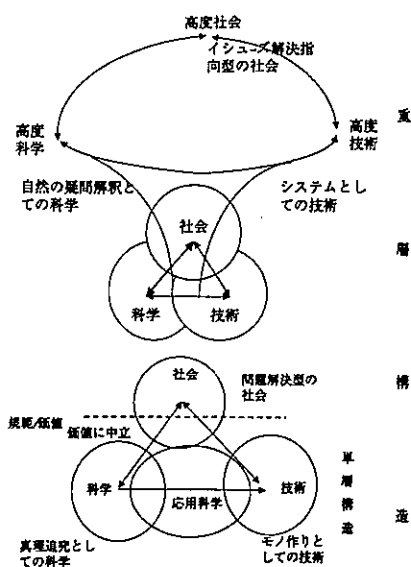 高度社会
イシューズ解決指
向型の社会
高度
科学
高度
技術
重
自然の疑問解釈と
しての科学
システムとし
ての技術
社会
層
科学
技術
構
社会
問題解決型の
社会
規範/価値
価値に中立
単
層
構
造
科学
応用科学
技術
造
真理追究とし
ての科学
モノ作りと
しての技術